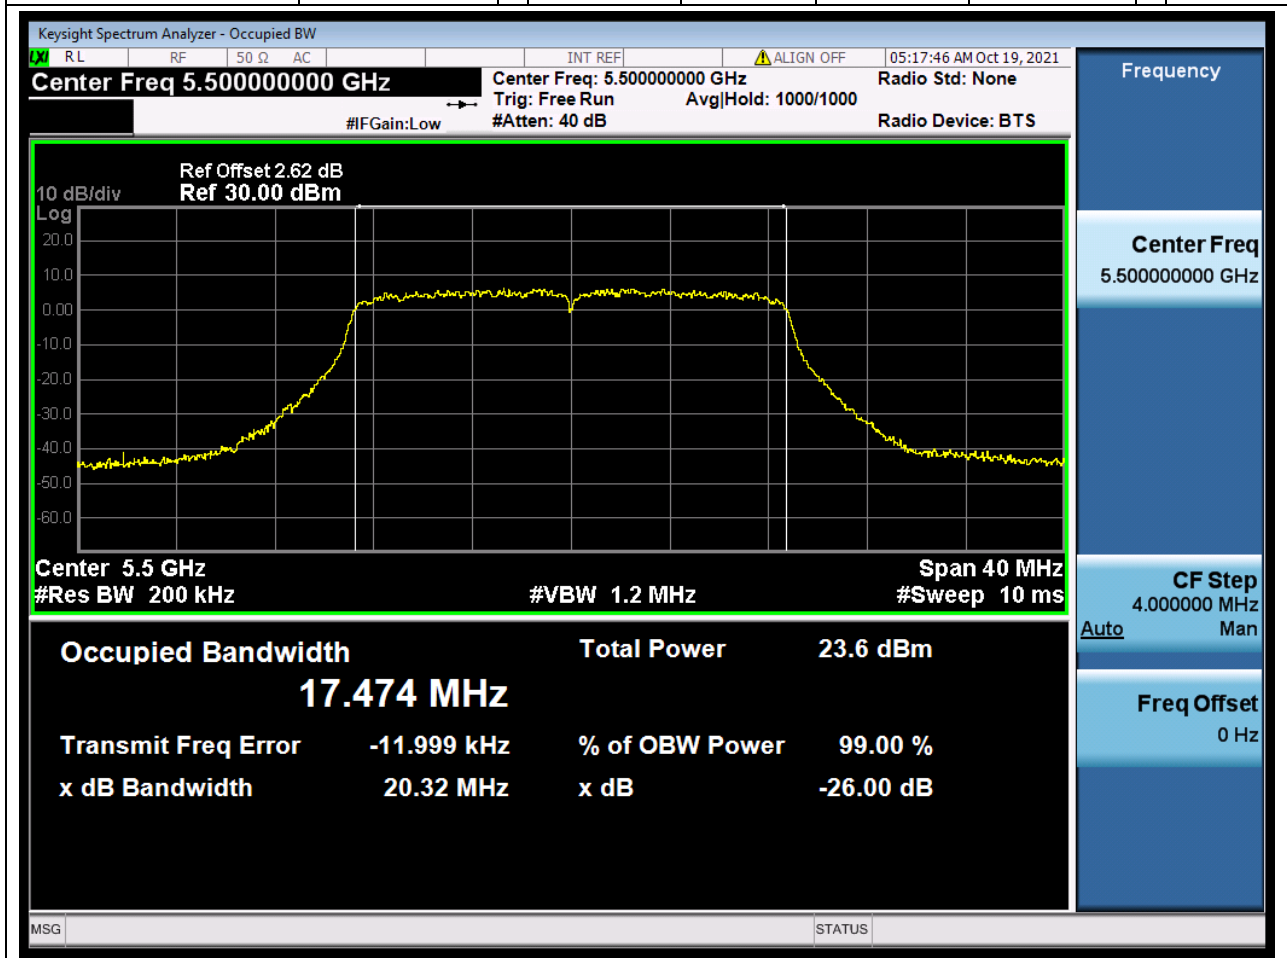 Keysight Spectrum Analyzer - Occupied BW
LXI RL RF 50 Ω AC INT REF ALIGN OFF 05:17:46 AM Oct 19, 2021
Center Freq 5.500000000 GHz
Center Freq: 5.500000000 GHz
Radio Std: None
Trig: Free Run Avg|Hold: 1000/1000
#IFGain:Low
#Atten: 40 dB
Radio Device: BTS
Ref Offset 2.62 dB
10 dB/div Ref 30.00 dBm
Log
20.0
10.0
0.00
-10.0
-20.0
-30.0
-40.0
-50.0
-60.0
Center 5.5 GHz
Span 40 MHz
#Res BW 200 kHz
#VBW 1.2 MHz
#Sweep 10 ms
Occupied Bandwidth
17.474 MHz
Total Power 23.6 dBm
Transmit Freq Error -11.999 kHz
% of OBW Power 99.00 %
x dB Bandwidth 20.32 MHz
x dB -26.00 dB
MSG
STATUS
Frequency
Center Freq
5.500000000 GHz
CF Step
4.000000 MHz
Auto Man
Freq Offset
0 Hz